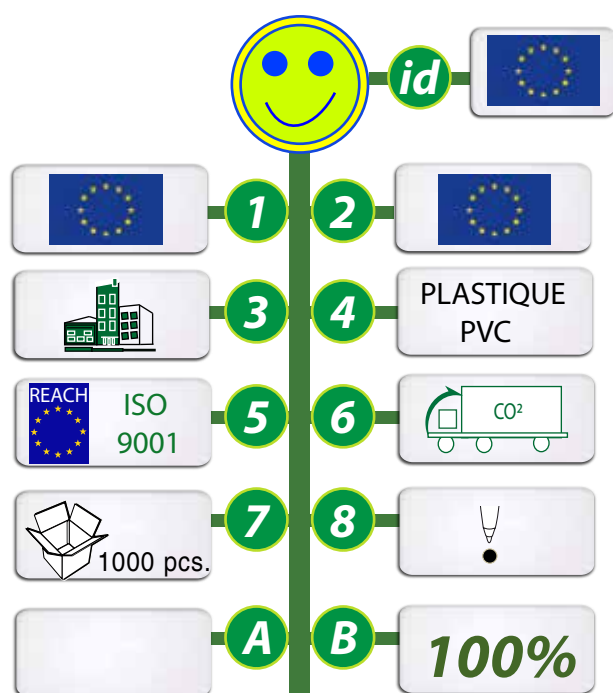 id
1
2
3
4
PLASTIQUE
PVC
REACH
ISO
9001
5
6
CO²
7
1000 pcs.
8
A
B
100%